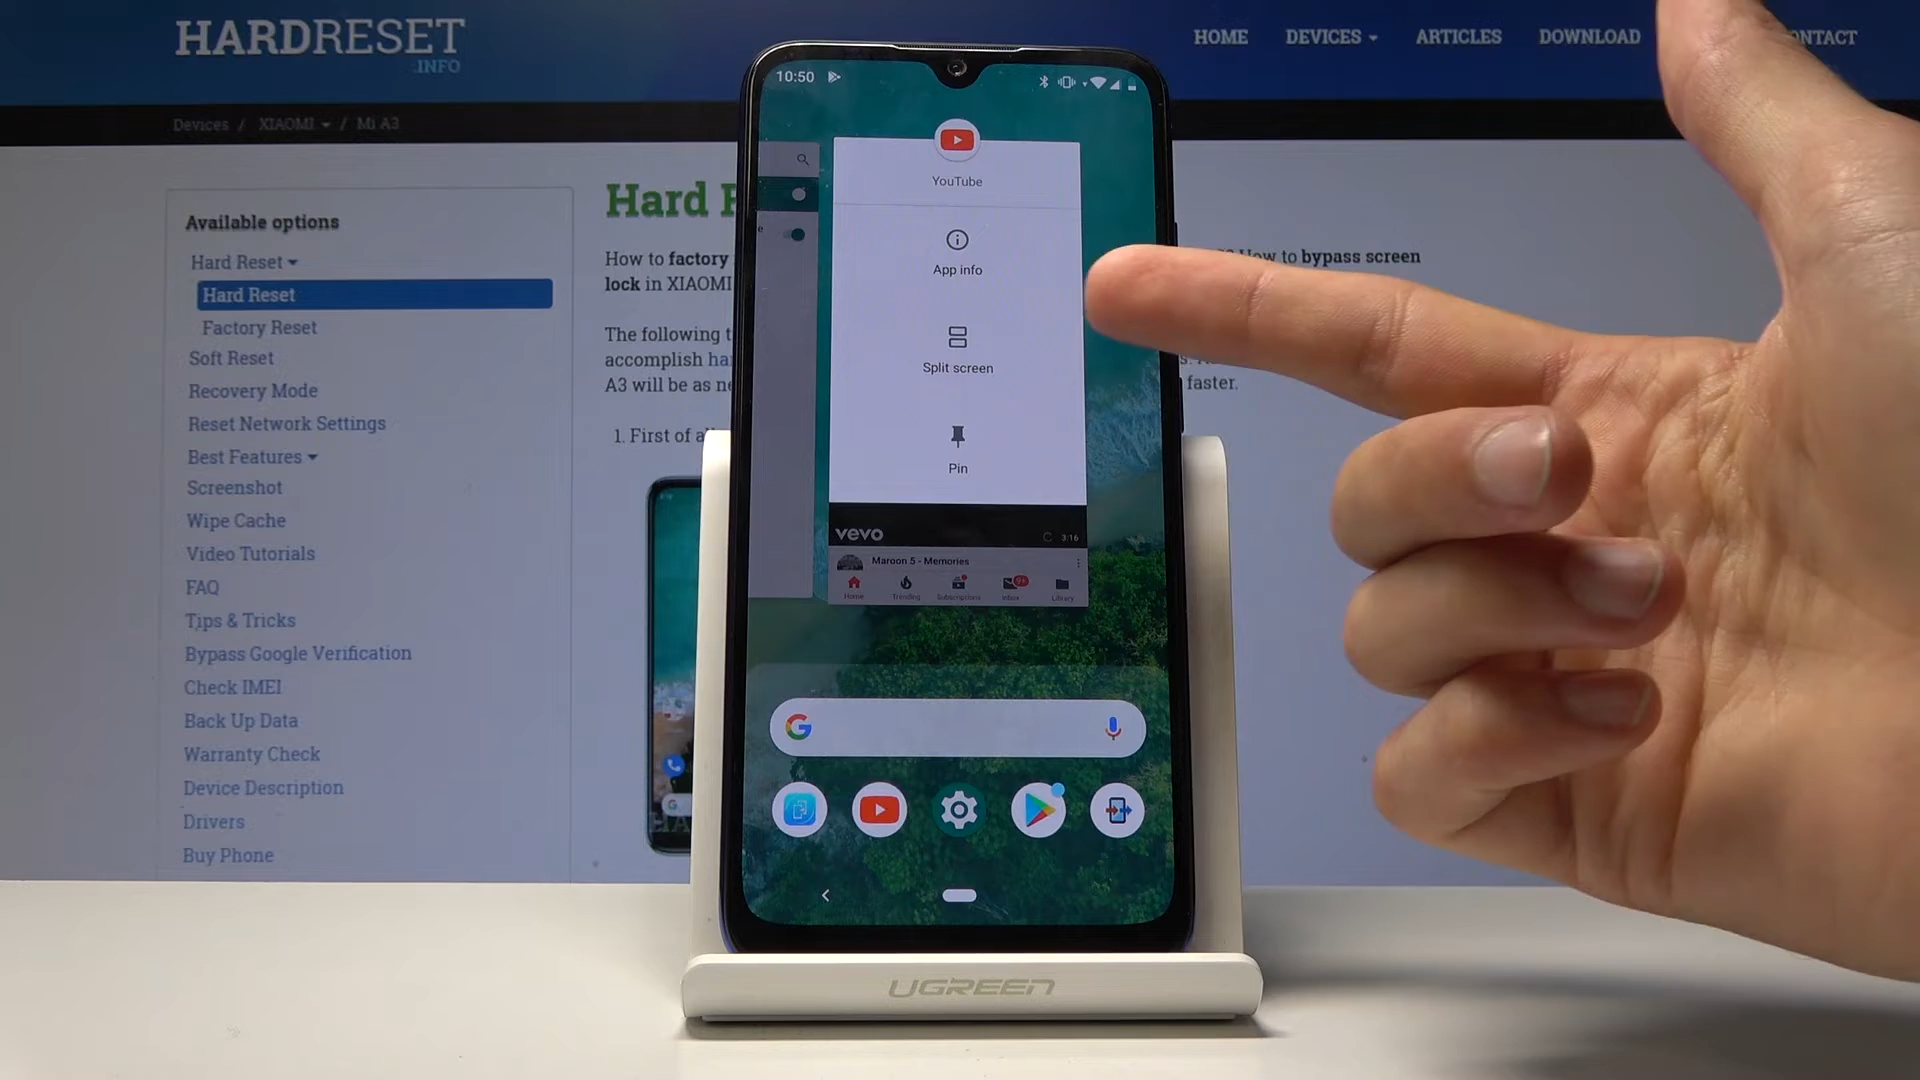 HARDRESET
.INFO
HOME DEVICES ARTICLES DOWNLOAD ONTACT
Devices / XIAOMI / Mi A3
Available options
Hard Reset
Hard Reset
Factory Reset
Soft Reset
Recovery Mode
Reset Network Settings
Best Features
Screenshot
Wipe Cache
Video Tutorials
FAQ
Tips & Tricks
Bypass Google Verification
Check IMEI
Back Up Data
Warranty Check
Device Description
Drivers
Buy Phone
Hard
How to factory
How to bypass screen
lock in XIAOMI
The following
accomplish
A3 will be as
faster.
1. First of
10:50
YouTube
App info
Split screen
Pin
vevo
3:16
Maroon 5 - Memories
Home Trending Subscriptions Inbox Library
9+
G
UGREEN